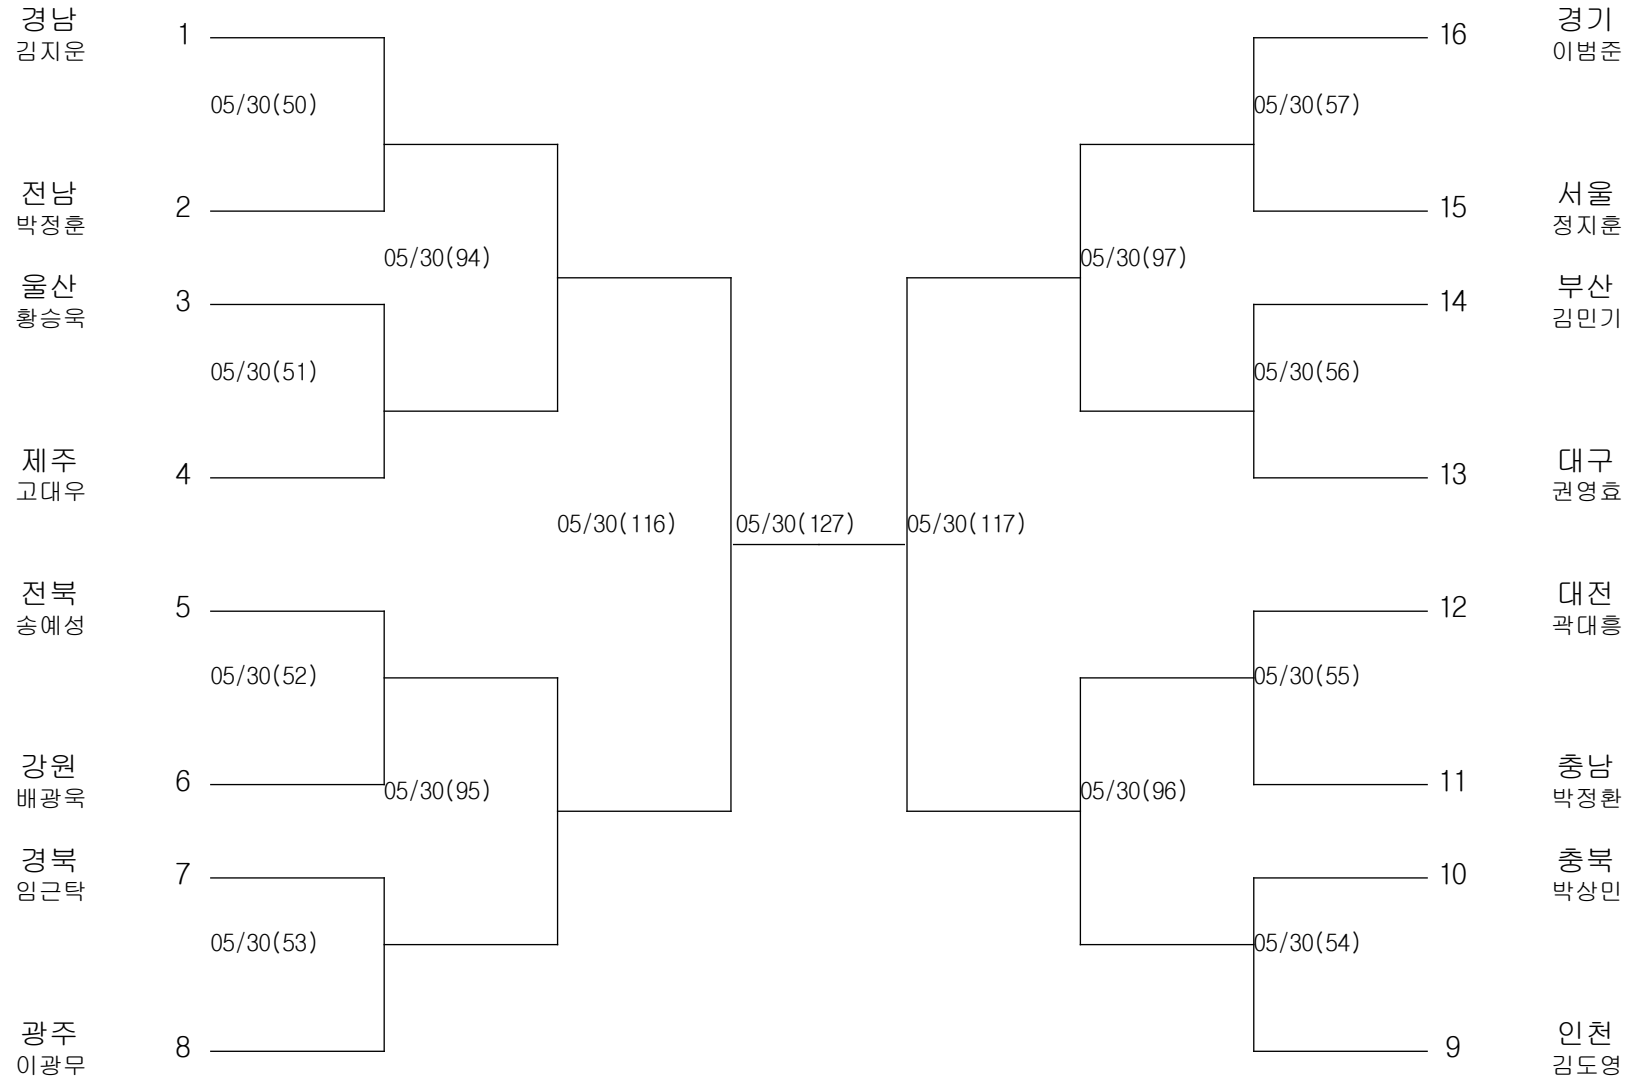 경남
김지운
1
05/30(50)
전남
박정훈
2
05/30(94)
울산
황승욱
3
05/30(51)
제주
고대우
4
05/30(116)
전북
송예성
5
05/30(52)
강원
배광욱
6
05/30(95)
경북
임근탁
7
05/30(53)
광주
이광무
8
05/30(127)
16
경기
이범준
05/30(57)
15
서울
정지훈
05/30(97)
14
부산
김민기
05/30(56)
13
대구
권영효
05/30(117)
12
대전
곽대흥
05/30(55)
11
충남
박정환
05/30(96)
10
충북
박상민
05/30(54)
9
인천
김도영